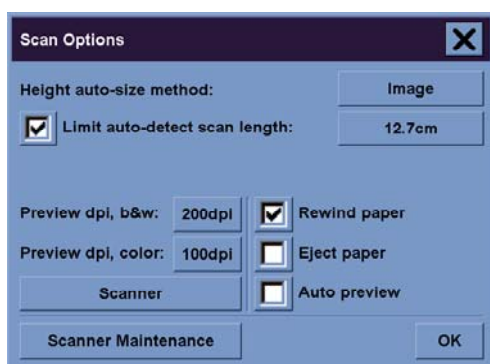 Scan Options
Height auto-size method: Image
Limit auto-detect scan length: 12.7cm
Preview dpi, b&w: 200dpi Rewind paper
Preview dpi, color: 100dpi Eject paper
Scanner Auto preview
Scanner Maintenance OK